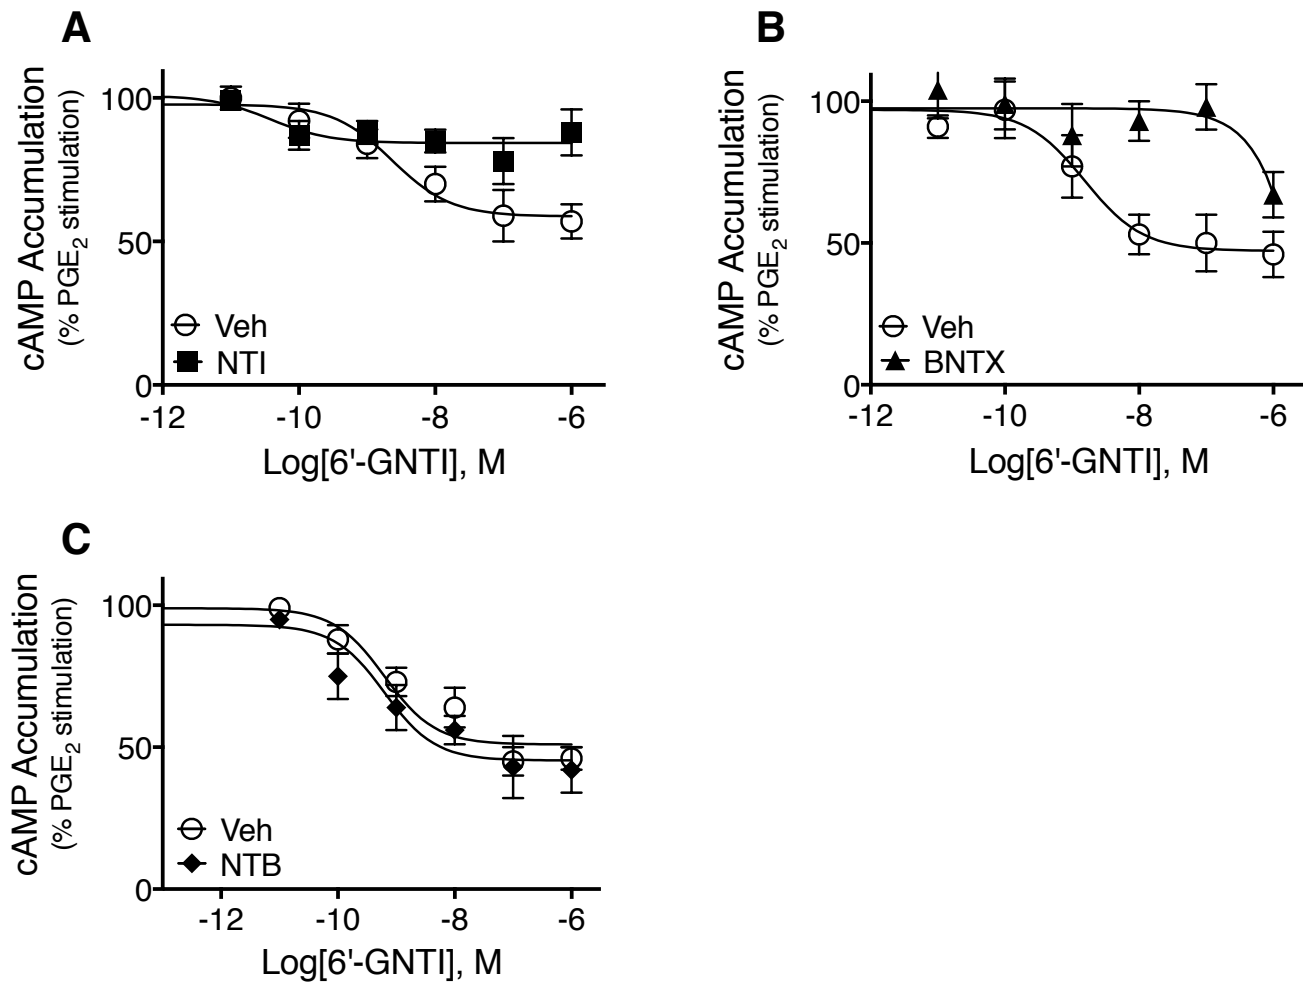 A
cAMP Accumulation
(% PGE2 stimulation)
100
50
0
Veh
NTI
-12 -10 -8 -6
Log[6'-GNTI], M
B
cAMP Accumulation
(% PGE2 stimulation)
100
50
0
Veh
BNTX
-12 -10 -8 -6
Log[6'-GNTI], M
C
cAMP Accumulation
(% PGE2 stimulation)
100
50
0
Veh
NTB
-12 -10 -8 -6
Log[6'-GNTI], M